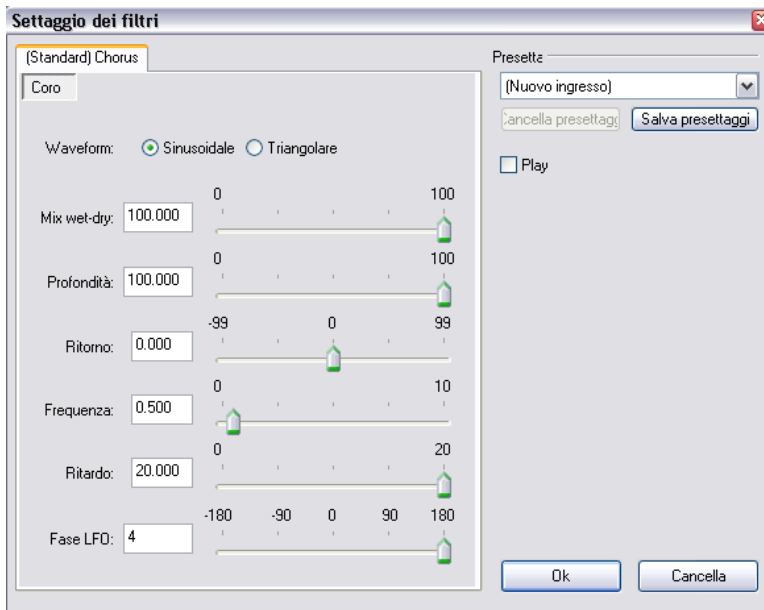 Settaggio dei filtri
(Standard) Chorus
Coro
Waveform: Sinusoidale Triangolare
0 100
Mix wet-dry: 100.000
0 100
Profondità: 100.000
-99 0 99
Ritorno: 0.000
0 10
Frequenza: 0.500
0 20
Ritardo: 20.000
-180 -90 0 90 180
Fase LFO: 4
Presetta
(Nuovo ingresso)
Cancella presettagg Salva presettaggi
Play
Ok Cancella